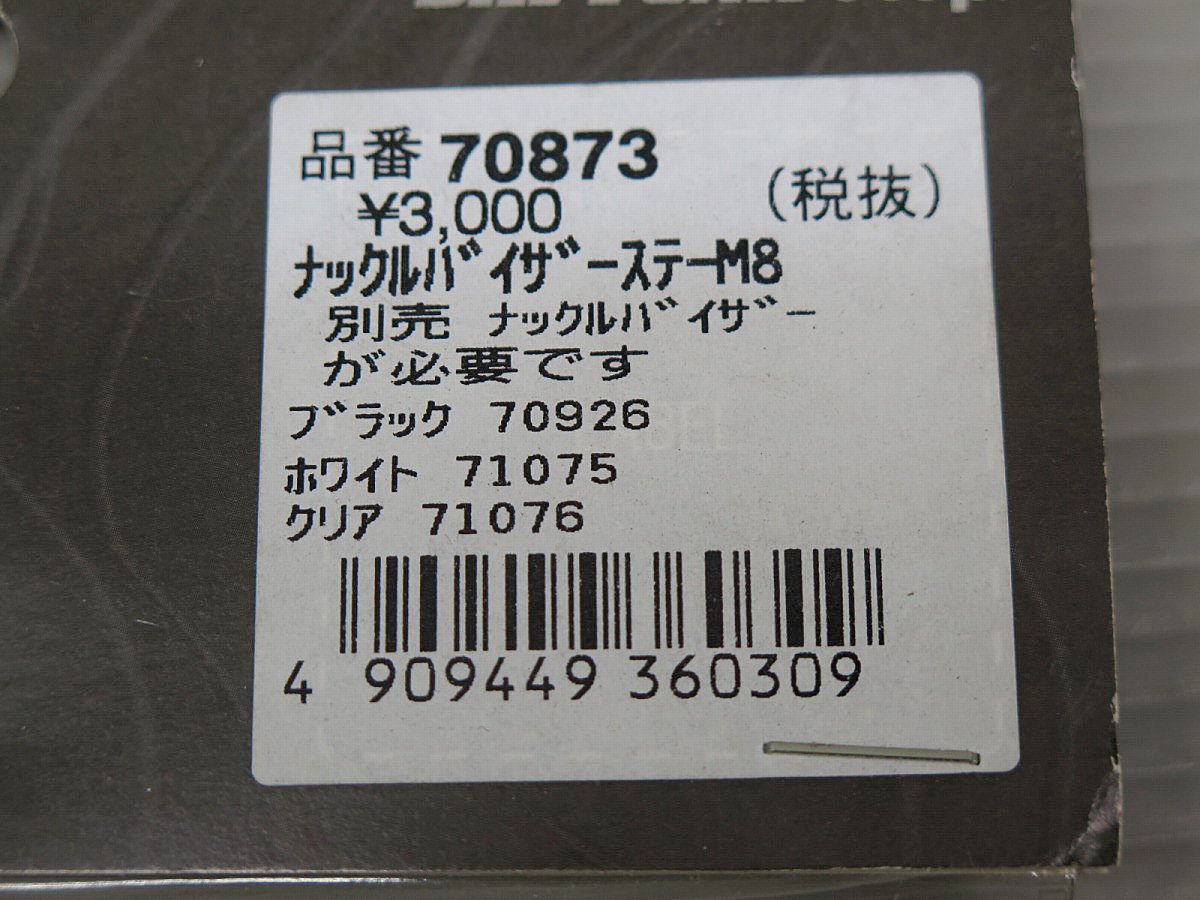 品番 70873
¥3,000 (税抜)
ﾅｯｸﾙﾊﾞｲｻﾞｰｽﾃｰM8
別売 ﾅｯｸﾙﾊﾞｲｻﾞｰ
が必要です
ﾌﾞﾗｯｸ 70926
ﾎﾜｲﾄ 71075
ｸﾘｱ 71076
4 909449 360309